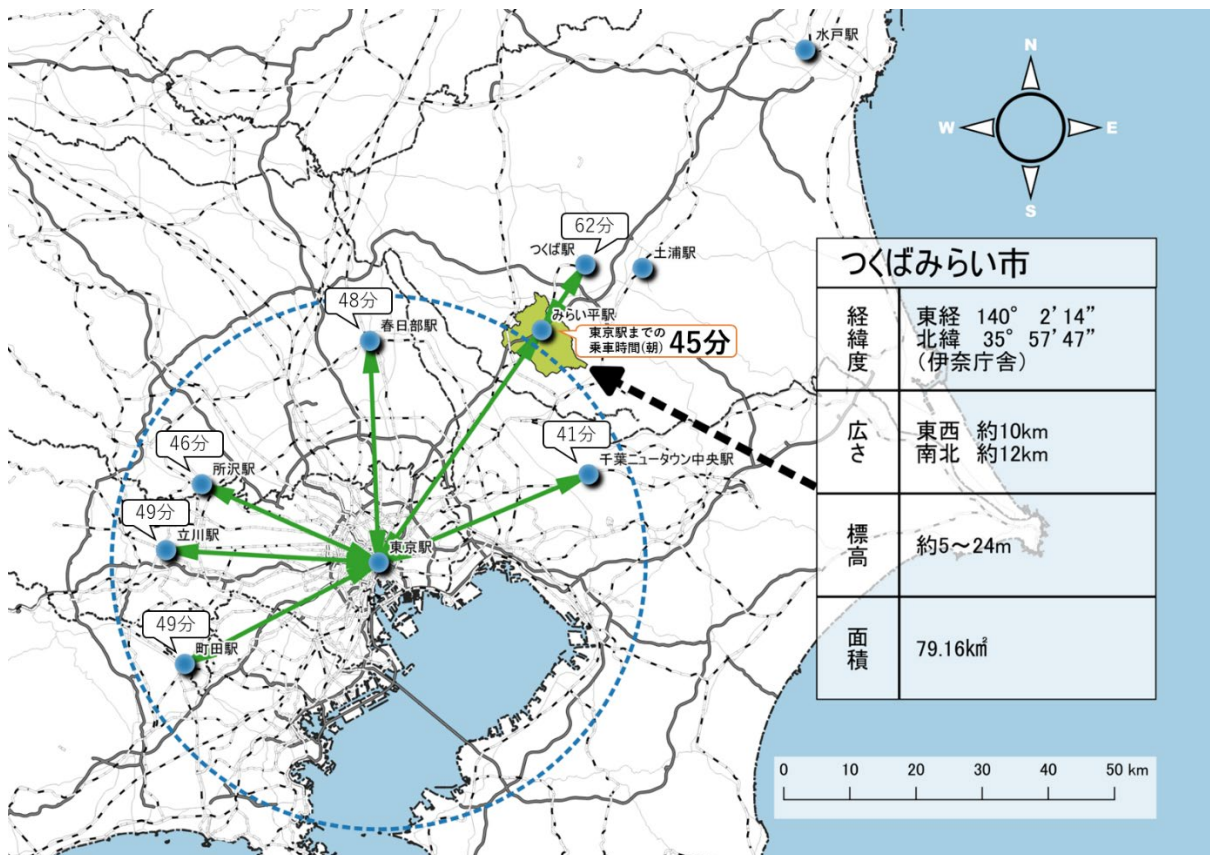 水戸駅
N
W
E
S
62分
つくば駅
土浦駅
48分
春日部駅
みらい平駅
東京駅までの
乗車時間(朝) 45分
46分
所沢駅
41分
千葉ニュータウン中央駅
49分
立川駅
東京駅
49分
町田駅
つくばみらい市
経緯度
東経 140° 2’14”
北緯 35° 57’47”
(伊奈庁舎)
広さ
東西 約10km
南北 約12km
標高
約5~24m
面積
79.16k㎡
0 10 20 30 40 50 km